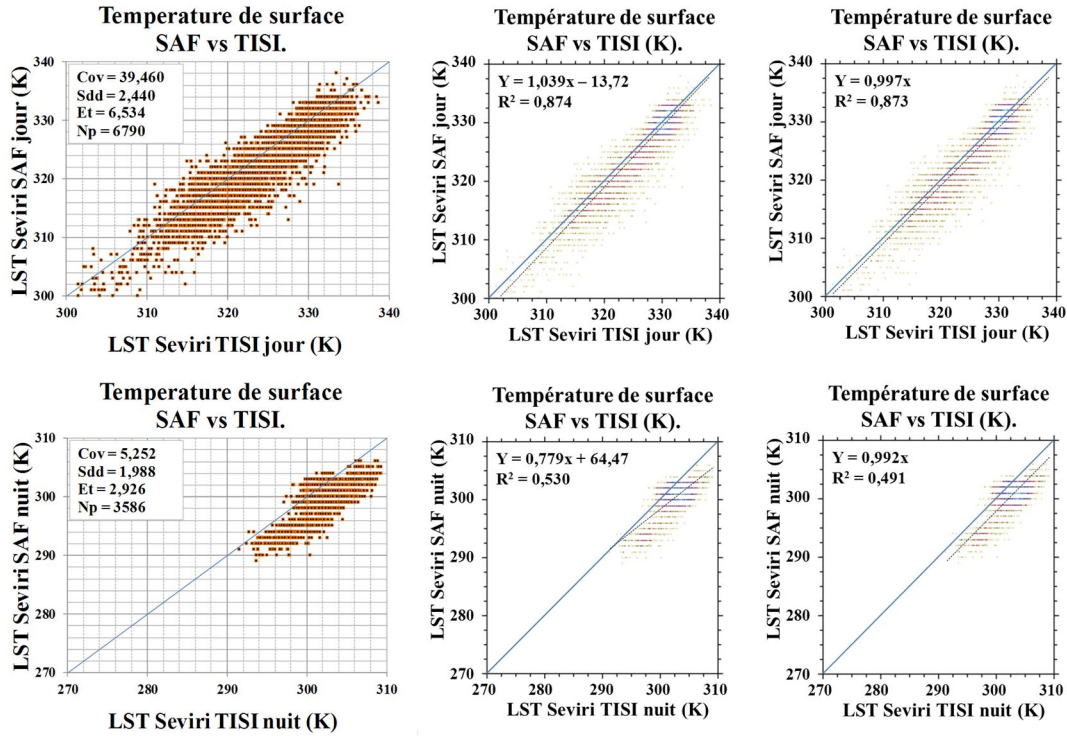 Temperature de surface
SAF vs TISI.
Cov = 39,460
Sdd = 2,440
Et = 6,534
Np = 6790
LST Seviri SAF jour (K)
340
330
320
310
300
300
310
320
330
340
LST Seviri TISI jour (K)
Température de surface
SAF vs TISI (K).
Y = 1,039x – 13,72
R² = 0,874
LST Seviri SAF jour (K)
340
330
320
310
300
300
310
320
330
340
LST Seviri TISI jour (K)
Température de surface
SAF vs TISI (K).
Y = 0,997x
R² = 0,873
LST Seviri SAF jour (K)
340
330
320
310
300
300
310
320
330
340
LST Seviri TISI jour (K)
Temperature de surface
SAF vs TISI.
Cov = 5,252
Sdd = 1,988
Et = 2,926
Np = 3586
LST Seviri SAF nuit (K)
310
300
290
280
270
270
280
290
300
310
LST Seviri TISI nuit (K)
Température de surface
SAF vs TISI (K).
Y = 0,779x + 64,47
R² = 0,530
LST Seviri SAF nuit (K)
310
300
290
280
270
270
280
290
300
310
LST Seviri TISI nuit (K)
Température de surface
SAF vs TISI (K).
Y = 0,992x
R² = 0,491
LST Seviri SAF nuit (K)
310
300
290
280
270
270
280
290
300
310
LST Seviri TISI nuit (K)